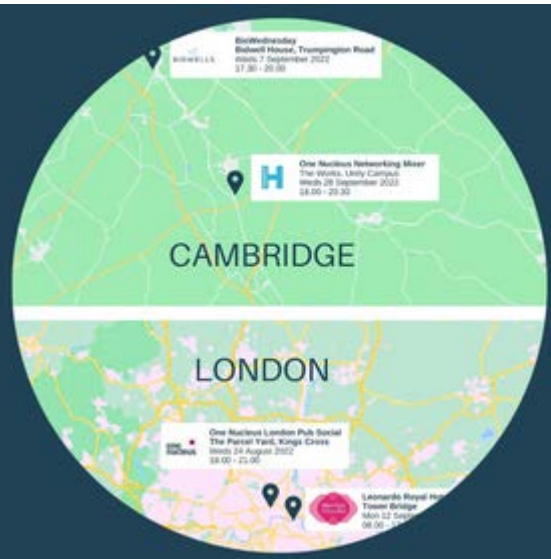 BioWednesday
Bidwell House, Trumpington Road
Weds 7 September 2022
17.30 - 20.00
BIDWELLS
One Nucleus Networking Mixer
The Works, Unity Campus
Weds 28 September 2022
18.00 - 20.30
H
CAMBRIDGE
LONDON
One Nucleus London Pub Social
The Parcel Yard, Kings Cross
Weds 24 August 2022
18.00 - 21.00
one
nucleus
Leonardo Royal
Tower Bridge
Mon 12
08.00 -